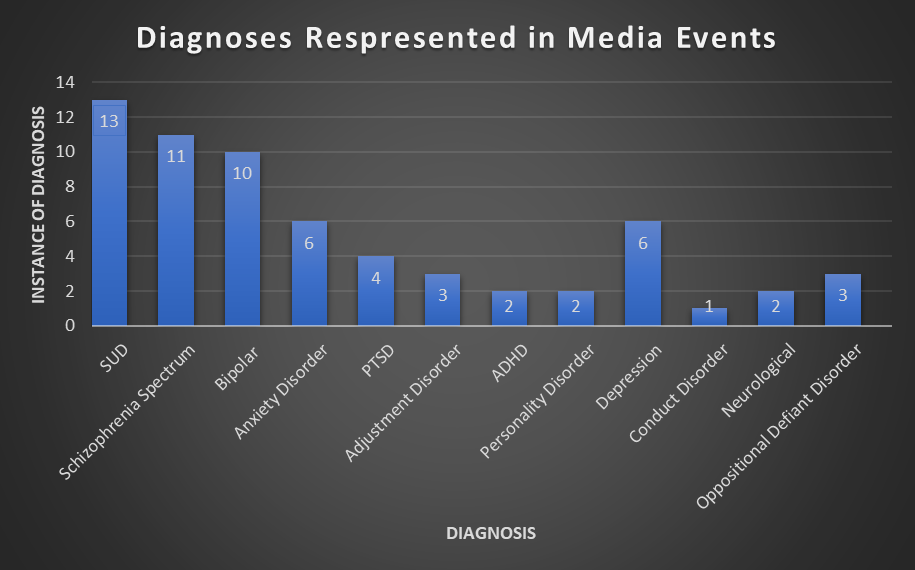 Diagnoses Respresented in Media Events
INSTANCE OF DIAGNOSIS
14
12
10
8
6
4
2
0
13
11
10
6
4
3
2
2
6
1
2
3
SUD
Schizophrenia Spectrum
Bipolar
Anxiety Disorder
PTSD
Adjustment Disorder
ADHD
Personality Disorder
Depression
Conduct Disorder
Neurological
Oppositional Defiant Disorder
DIAGNOSIS